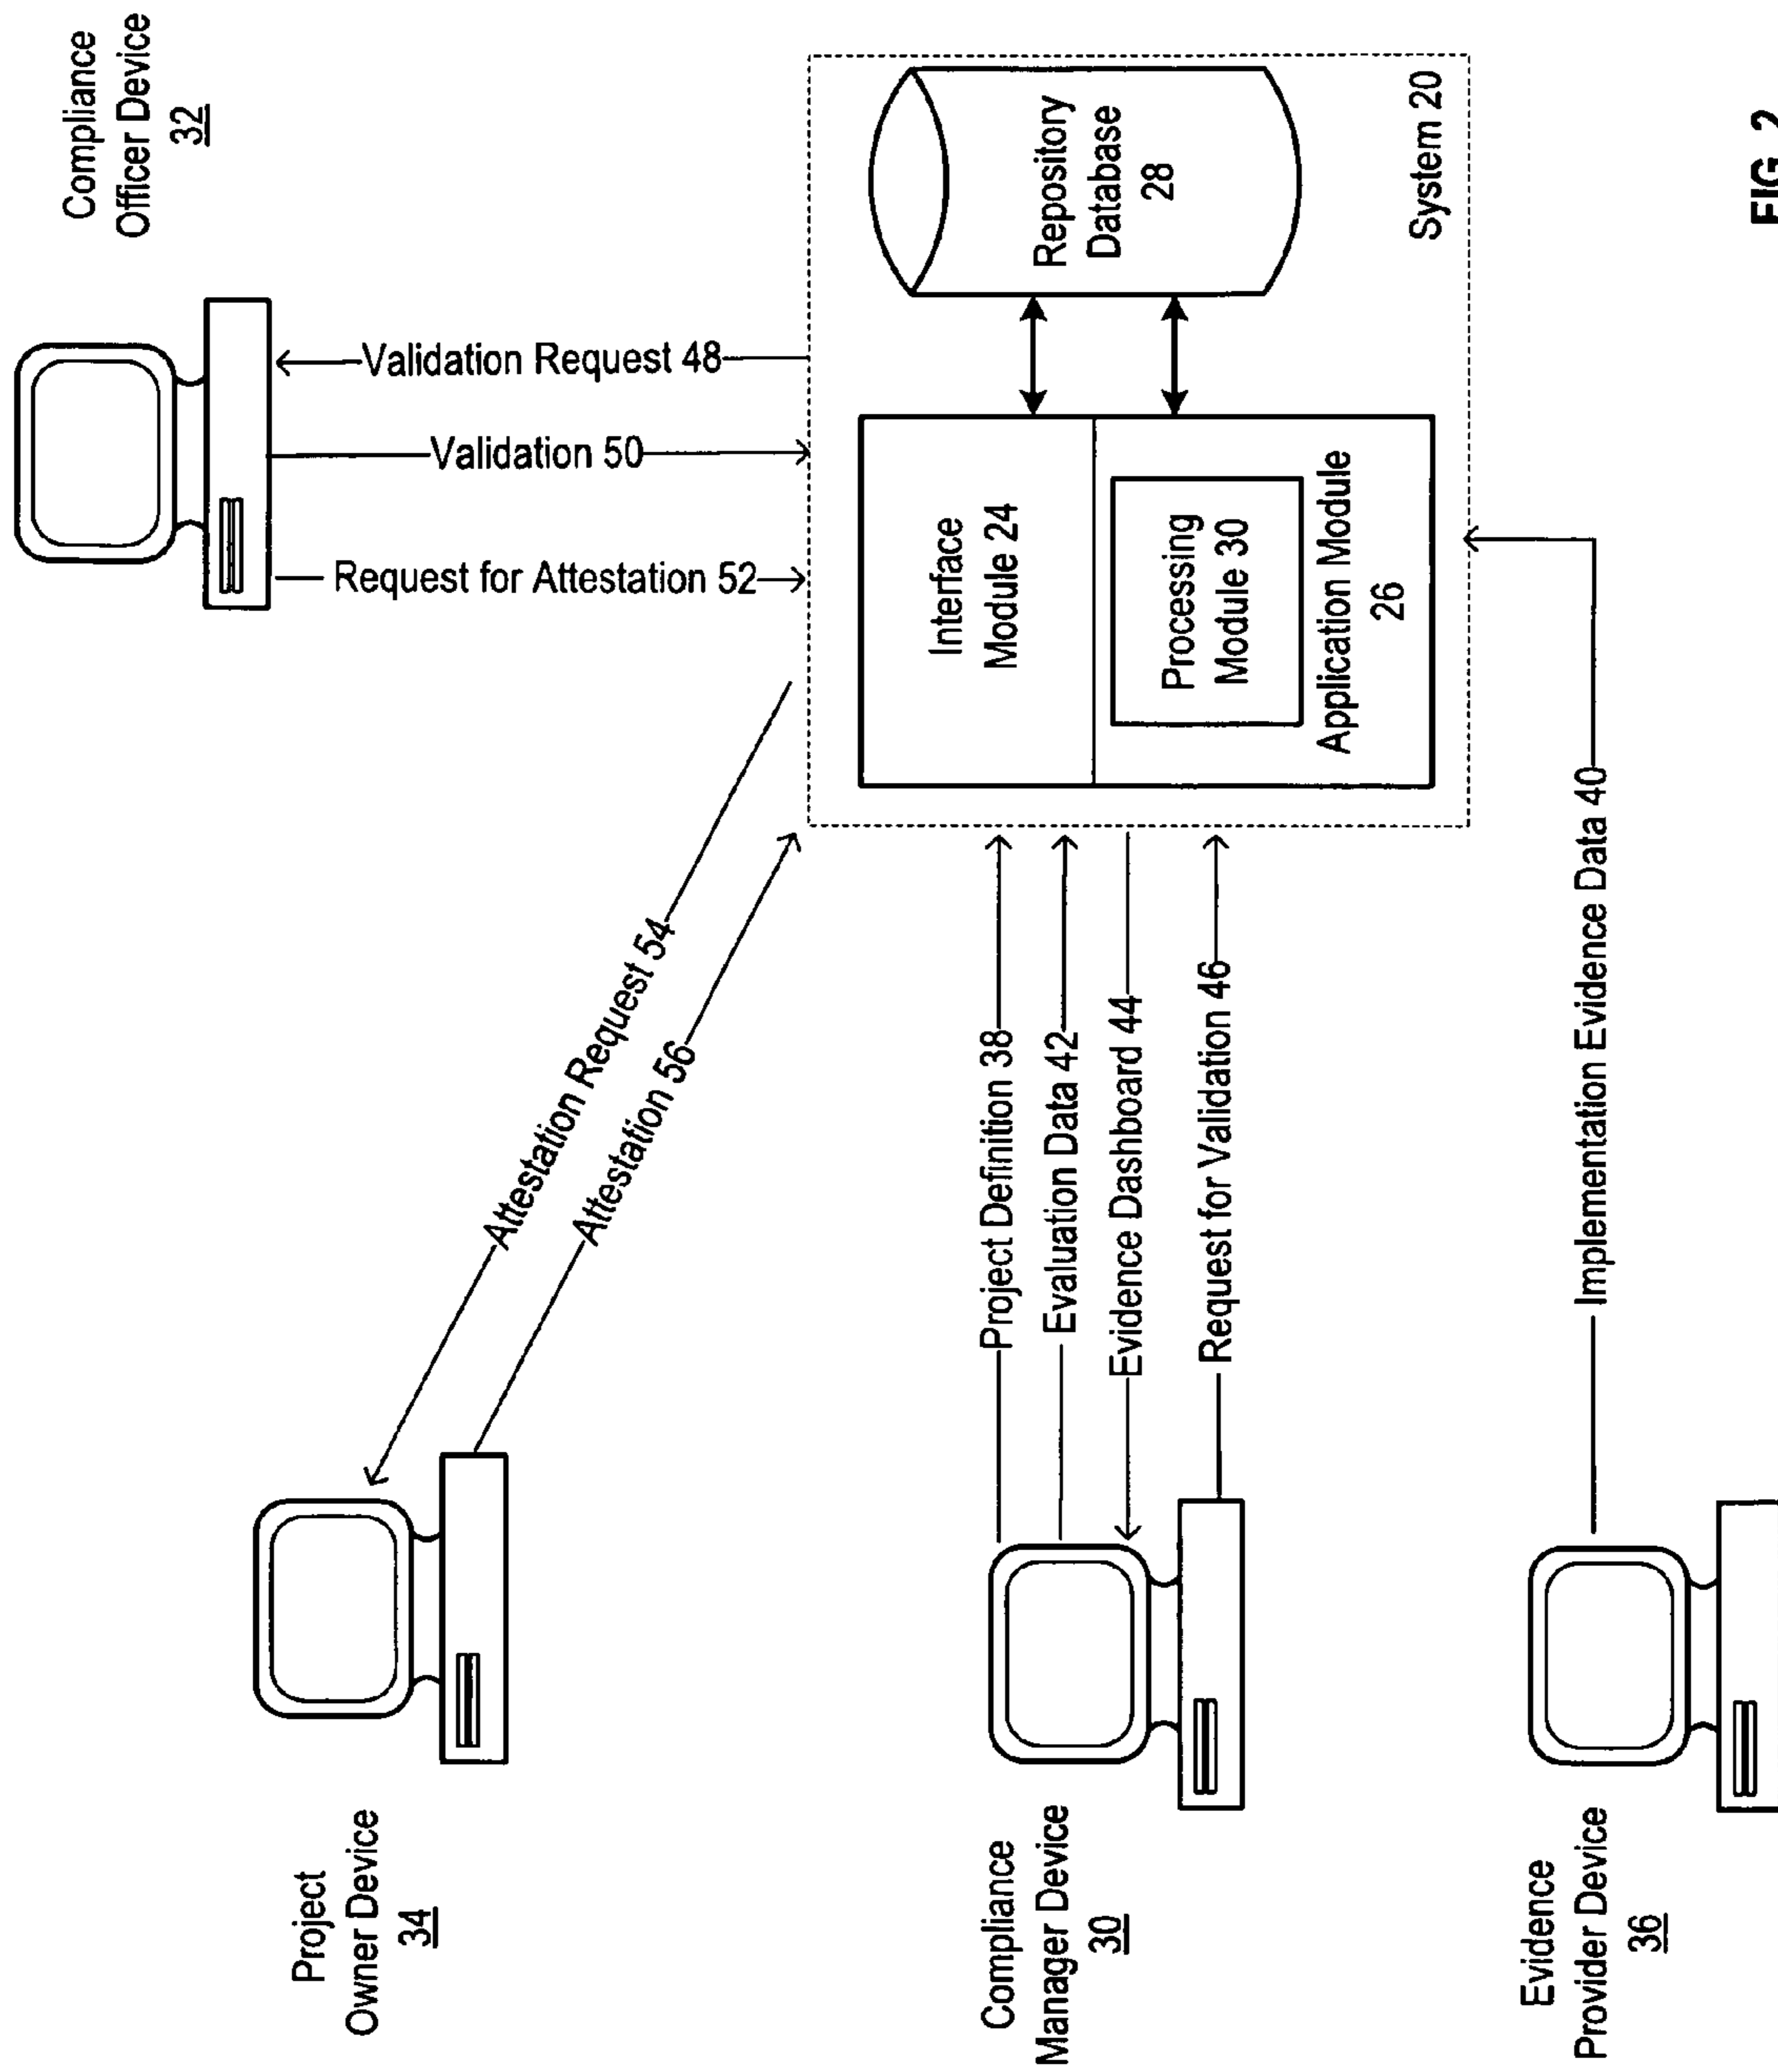 Compliance
Officer Device
32
Validation Request 48
Validation 50
Request for Attestation 52
Project
Owner Device
34
Attestation Request 54
Attestation 56
Interface
Module 24
Processing
Module 30
Application Module
26
Repository
Database
28
System 20
Compliance
Manager Device
30
Project Definition 38
Evaluation Data 42
Evidence Dashboard 44
Request for Validation 46
Evidence
Provider Device
36
Implementation Evidence Data 40
FIG. 2